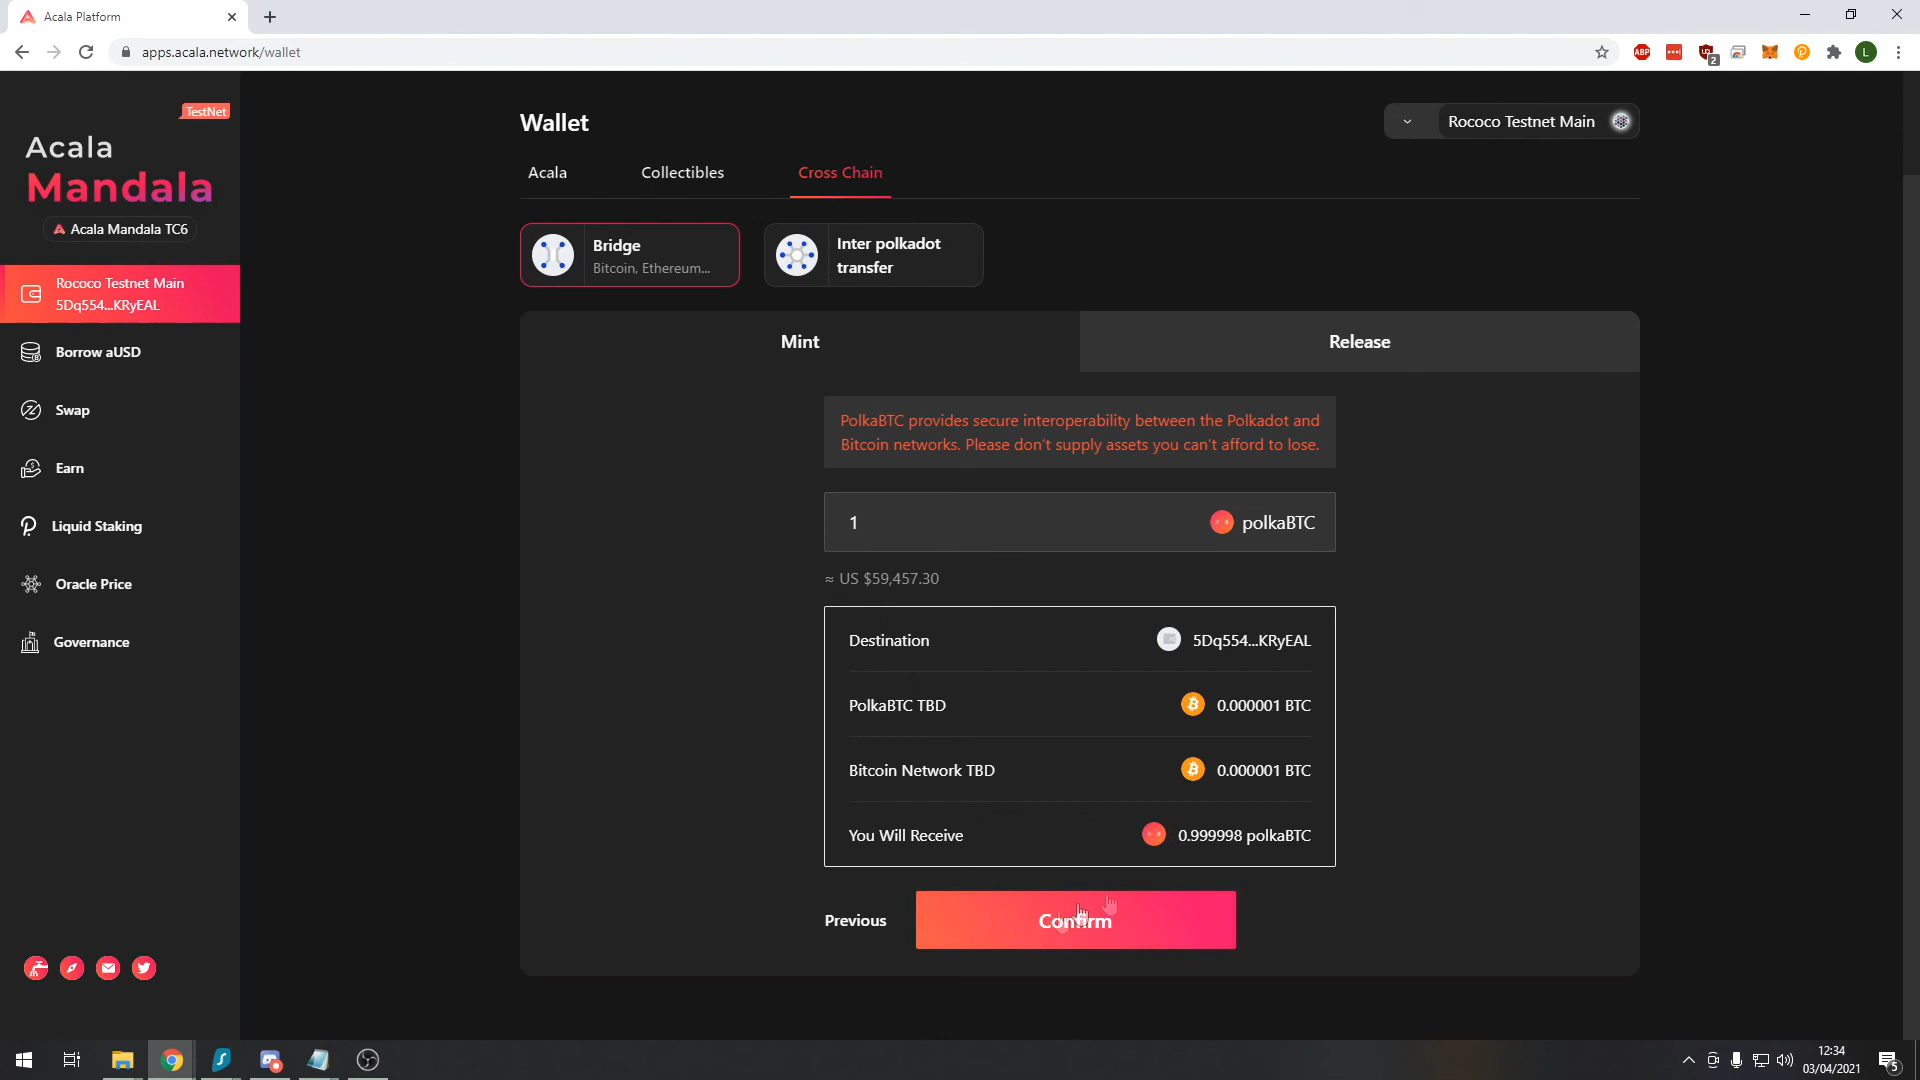 Acala Platform
apps.acala.network/wallet
ABP
2
L
TestNet
Acala
Mandala
Acala Mandala TC6
Rococo Testnet Main
5Dq554...KRyEAL
Borrow aUSD
Swap
Earn
Liquid Staking
Oracle Price
Governance
Wallet
Rococo Testnet Main
Acala
Collectibles
Cross Chain
Bridge
Bitcoin, Ethereum...
Inter polkadot
transfer
Mint
Release
PolkaBTC provides secure interoperability between the Polkadot and
Bitcoin networks. Please don't supply assets you can't afford to lose.
1
polkaBTC
≈ US $59,457.30
Destination
5Dq554...KRyEAL
PolkaBTC TBD
0.000001 BTC
Bitcoin Network TBD
0.000001 BTC
You Will Receive
0.999998 polkaBTC
Previous
Confirm
12:34
03/04/2021
5